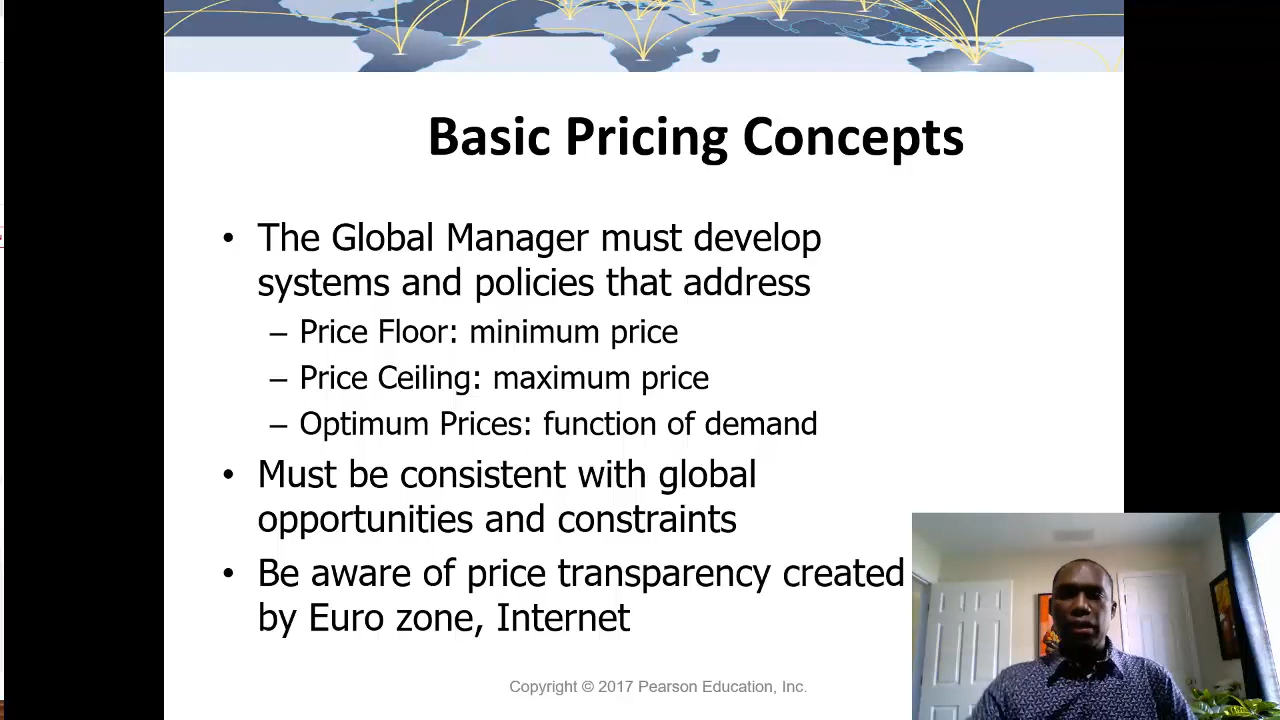 Basic Pricing Concepts
• The Global Manager must develop
systems and policies that address
– Price Floor: minimum price
– Price Ceiling: maximum price
– Optimum Prices: function of demand
• Must be consistent with global
opportunities and constraints
• Be aware of price transparency created
by Euro zone, Internet
Copyright © 2017 Pearson Education, Inc.